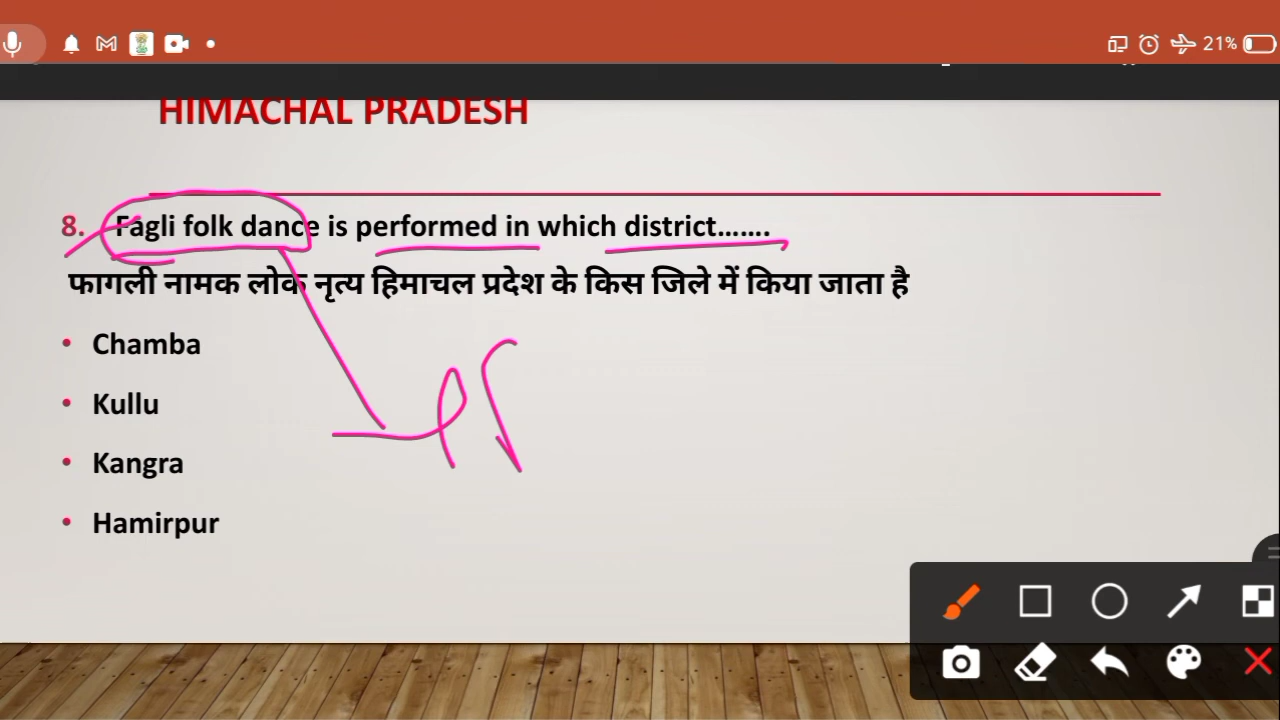 21%
HIMACHAL PRADESH
8. Fagli folk dance is performed in which district.......
फागली नामक लोक नृत्य हिमाचल प्रदेश के किस जिले में किया जाता है
• Chamba
• Kullu
• Kangra
• Hamirpur